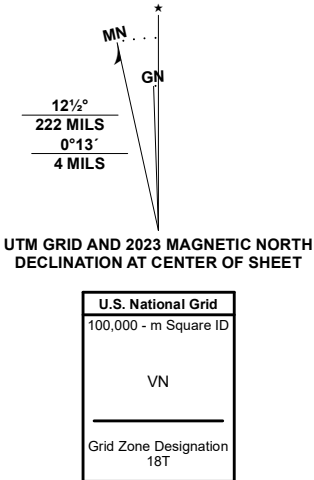 MN
GN
12½°
222 MILS
0°13´
4 MILS
UTM GRID AND 2023 MAGNETIC NORTH
DECLINATION AT CENTER OF SHEET
U.S. National Grid
100,000 - m Square ID
VN
Grid Zone Designation
18T